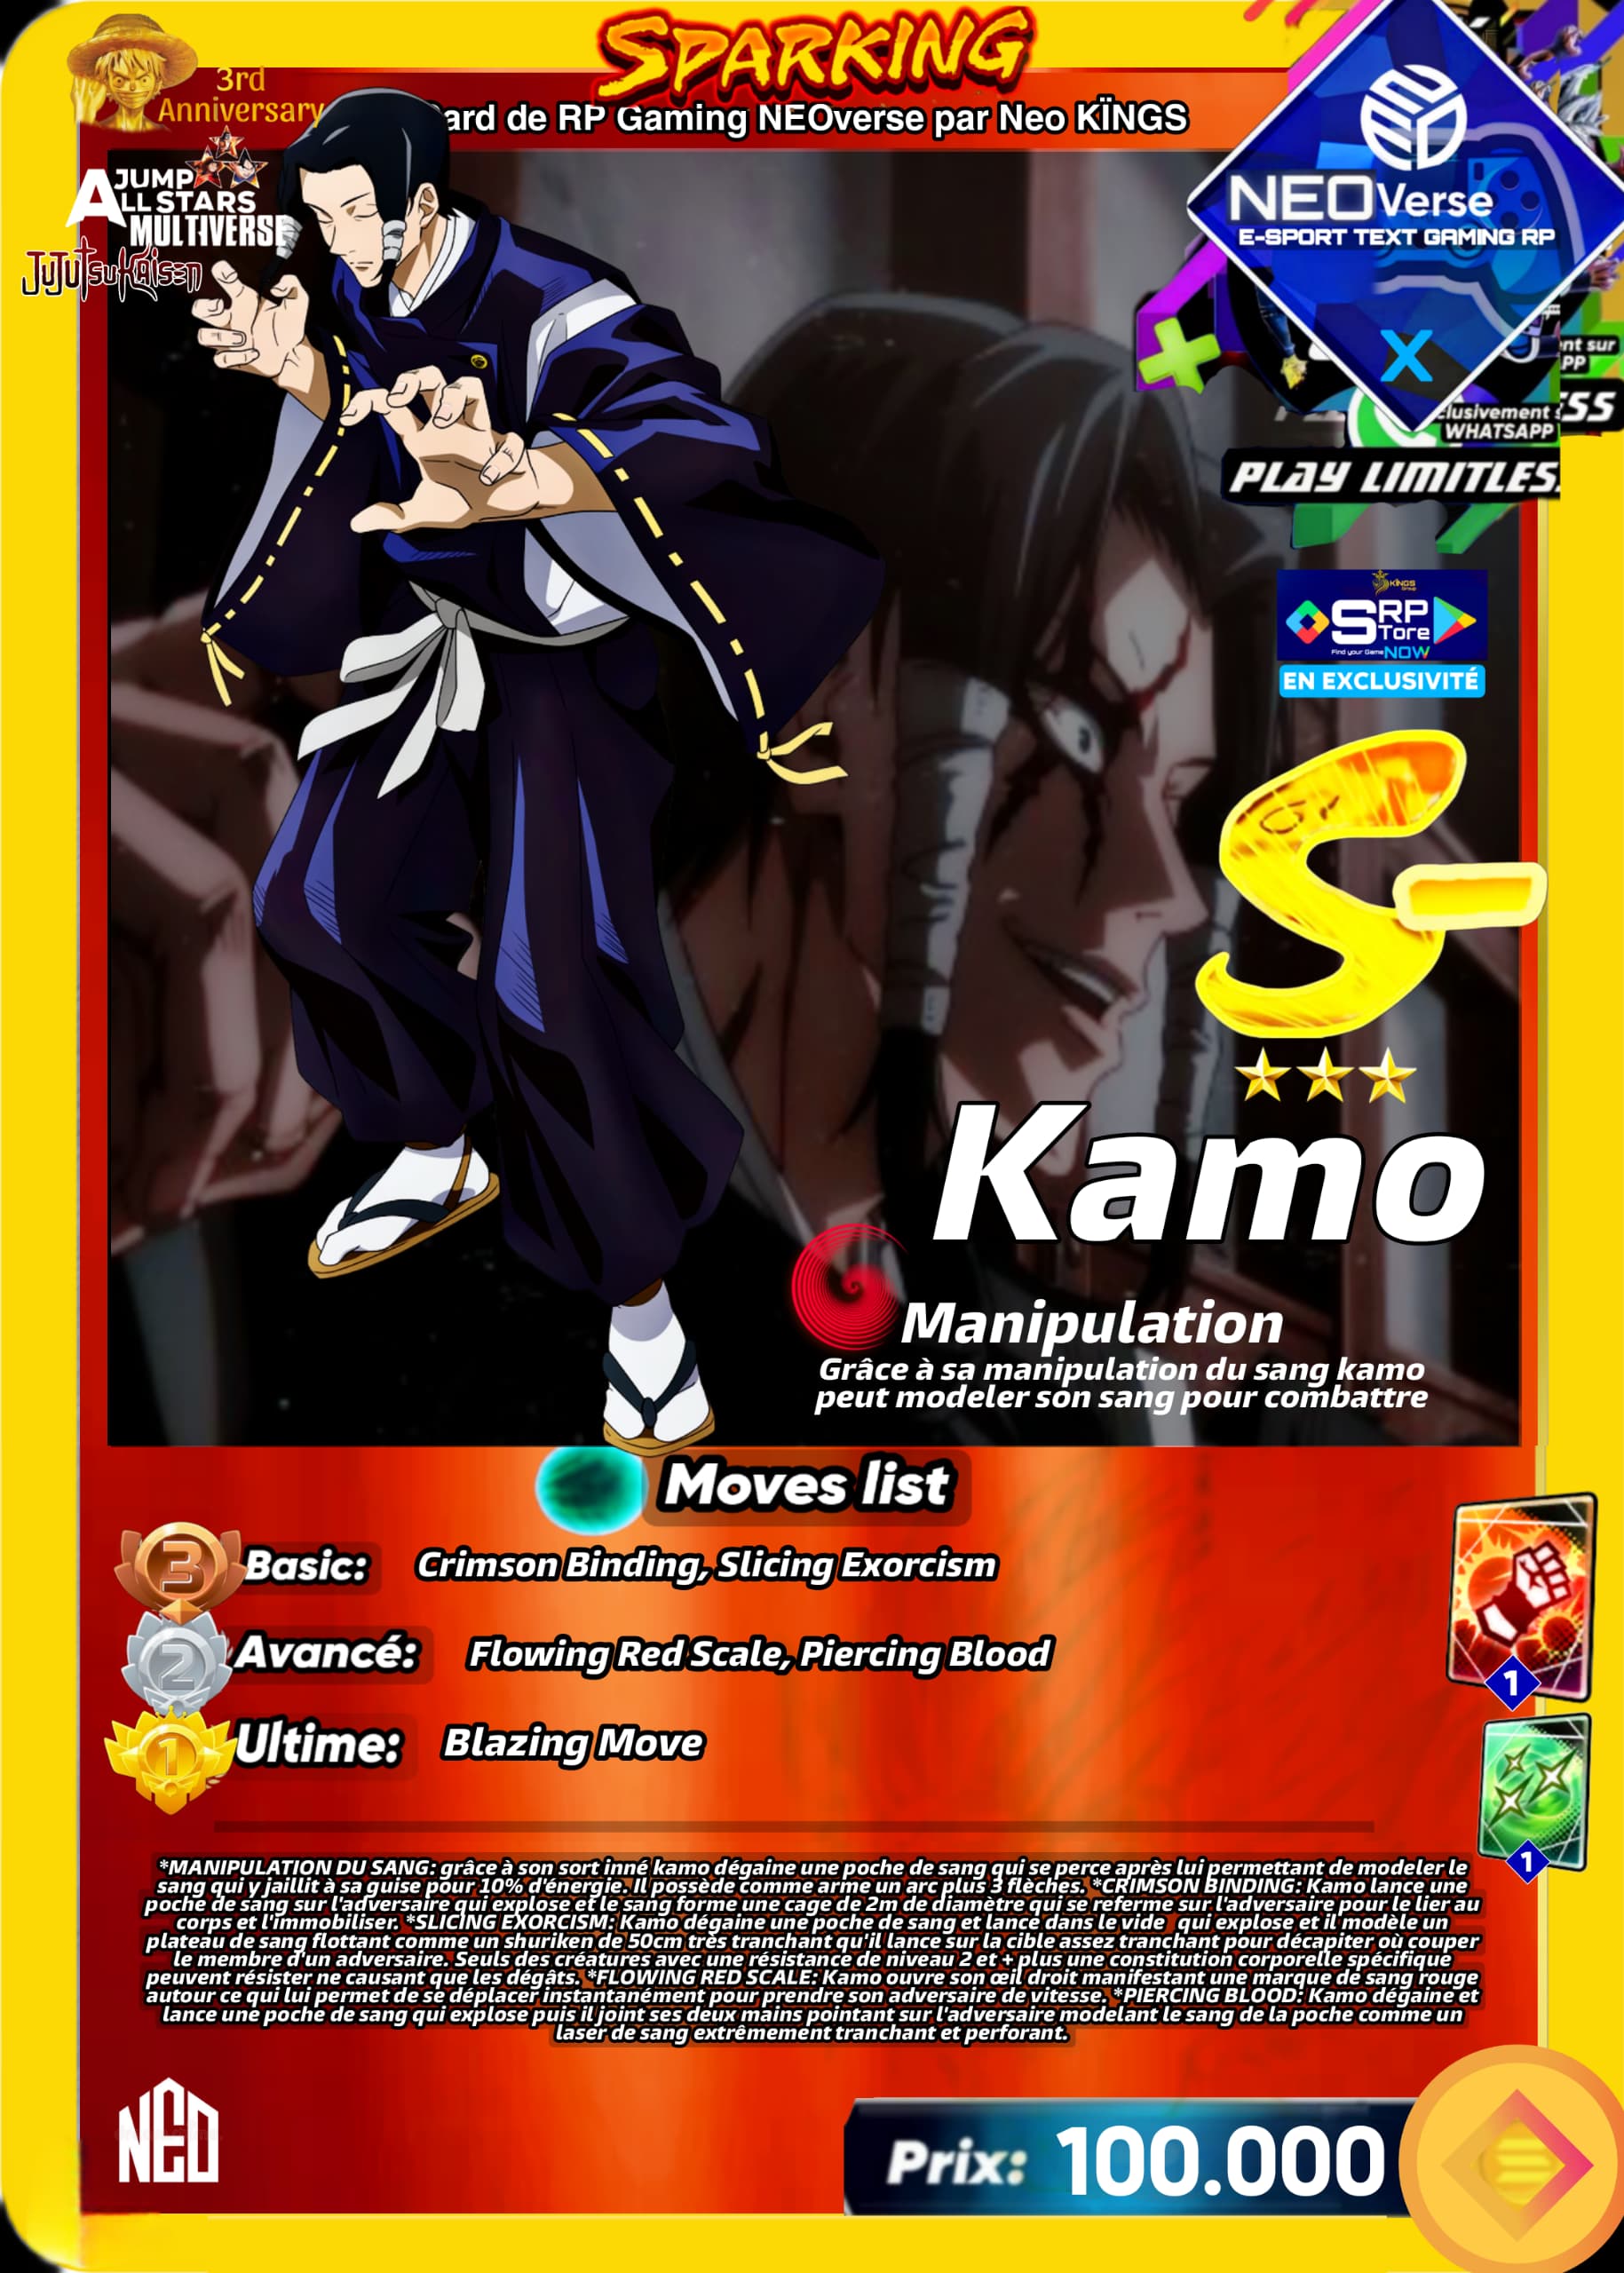 SPARKING
3rd
Anniversary
ard de RP Gaming NEOverse par Neo KÏNGS
JUMP
ALL STARS
MULTIVERSE
JUJUTSU KAISEN
NEOVerse
E-SPORT TEXT GAMING RP
X
nt sur
PP
clusivement s
WHATSAPP
ESS
PLAY LIMITLES
KiNGS
SRP
Tore
Find your Game NOW
EN EXCLUSIVITÉ
S-
Kamo
Manipulation
Grâce à sa manipulation du sang kamo
peut modeler son sang pour combattre
Moves list
3 Basic: Crimson Binding, Slicing Exorcism
2 Avancé: Flowing Red Scale, Piercing Blood
1
1 Ultime: Blazing Move
1
*MANIPULATION DU SANG: grâce à son sort inné kamo dégaine une poche de sang qui se perce après lui permettant de modeler le
sang qui y jaillit à sa guise pour 10% d'énergie. Il possède comme arme un arc plus 3 flèches. *CRIMSON BINDING: Kamo lance une
poche de sang sur l'adversaire qui explose et le sang forme une cage de 2m de diamètre qui se referme sur l'adversaire pour le lier au
corps et l'immobiliser. *SLICING EXORCISM: Kamo dégaine une poche de sang et lance dans le vide qui explose et il modèle un
plateau de sang flottant comme un shuriken de 50cm très tranchant qu'il lance sur la cible assez tranchant pour décapiter où couper
le membre d'un adversaire. Seuls des créatures avec une résistance de niveau 2 et + plus une constitution corporelle spécifique
peuvent résister ne causant que les dégâts. *FLOWING RED SCALE: Kamo ouvre son œil droit manifestant une marque de sang rouge
autour ce qui lui permet de se déplacer instantanément pour prendre son adversaire de vitesse. *PIERCING BLOOD: Kamo dégaine et
lance une poche de sang qui explose puis il joint ses deux mains pointant sur l'adversaire modelant le sang de la poche comme un
laser de sang extrêmement tranchant et perforant.
NEO
Prix: 100.000